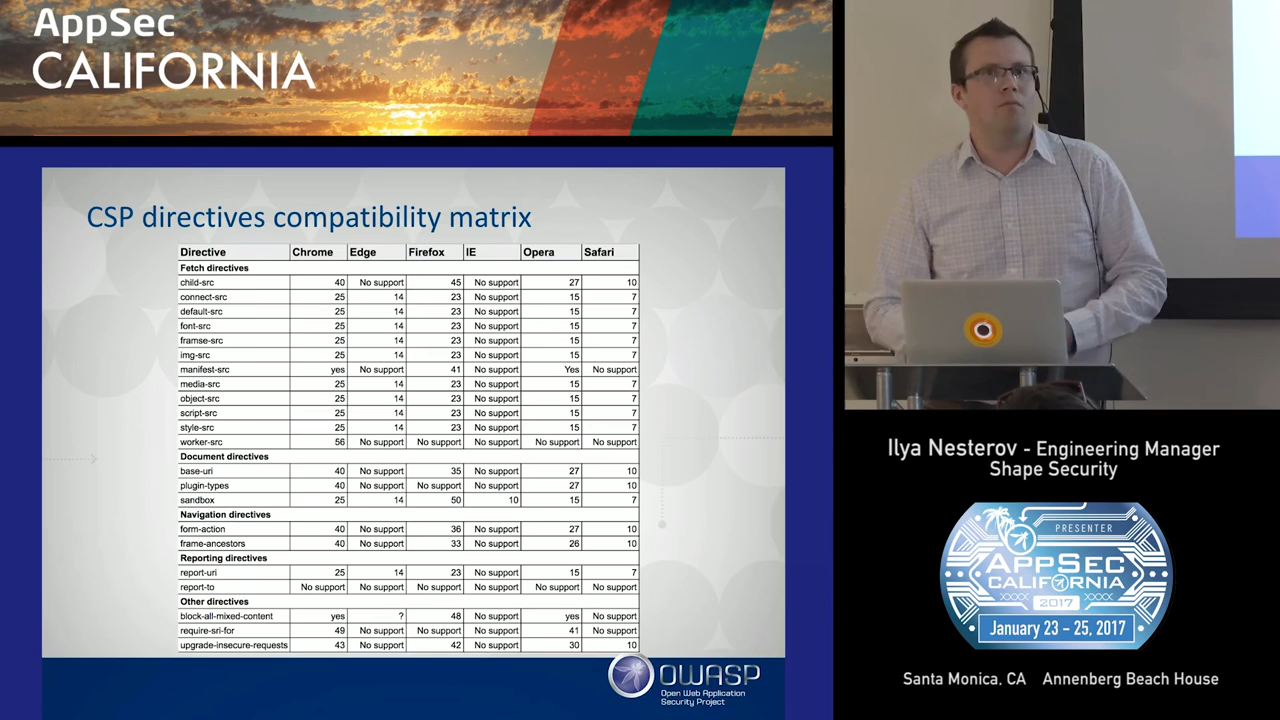 AppSec
CALIFORNIA
CSP directives compatibility matrix
Directive Chrome Edge Firefox IE Opera Safari
Fetch directives
child-src 40 No support 45 No support 27 10
connect-src 25 14 23 No support 15 7
default-src 25 14 23 No support 15 7
font-src 25 14 23 No support 15 7
framse-src 25 14 23 No support 15 7
img-src 25 14 23 No support 15 7
manifest-src yes No support 41 No support Yes No support
media-src 25 14 23 No support 15 7
object-src 25 14 23 No support 15 7
script-src 25 14 23 No support 15 7
style-src 25 14 23 No support 15 7
worker-src 56 No support No support No support No support No support
Document directives
base-uri 40 No support 35 No support 27 10
plugin-types 40 No support No support No support 27 10
sandbox 25 14 50 10 15 7
Navigation directives
form-action 40 No support 36 No support 27 10
frame-ancestors 40 No support 33 No support 26 10
Reporting directives
report-uri 25 14 23 No support 15 7
report-to No support No support No support No support No support No support
Other directives
block-all-mixed-content yes ? 48 No support yes No support
require-sri-for 49 No support No support No support 41 No support
upgrade-insecure-requests 43 No support 42 No support 30 10
OWASP
Open Web Application
Security Project
Ilya Nesterov - Engineering Manager
Shape Security
PRESENTER
APPSEC
CALIFORNIA
2017
January 23 - 25, 2017
Santa Monica, CA Annenberg Beach House